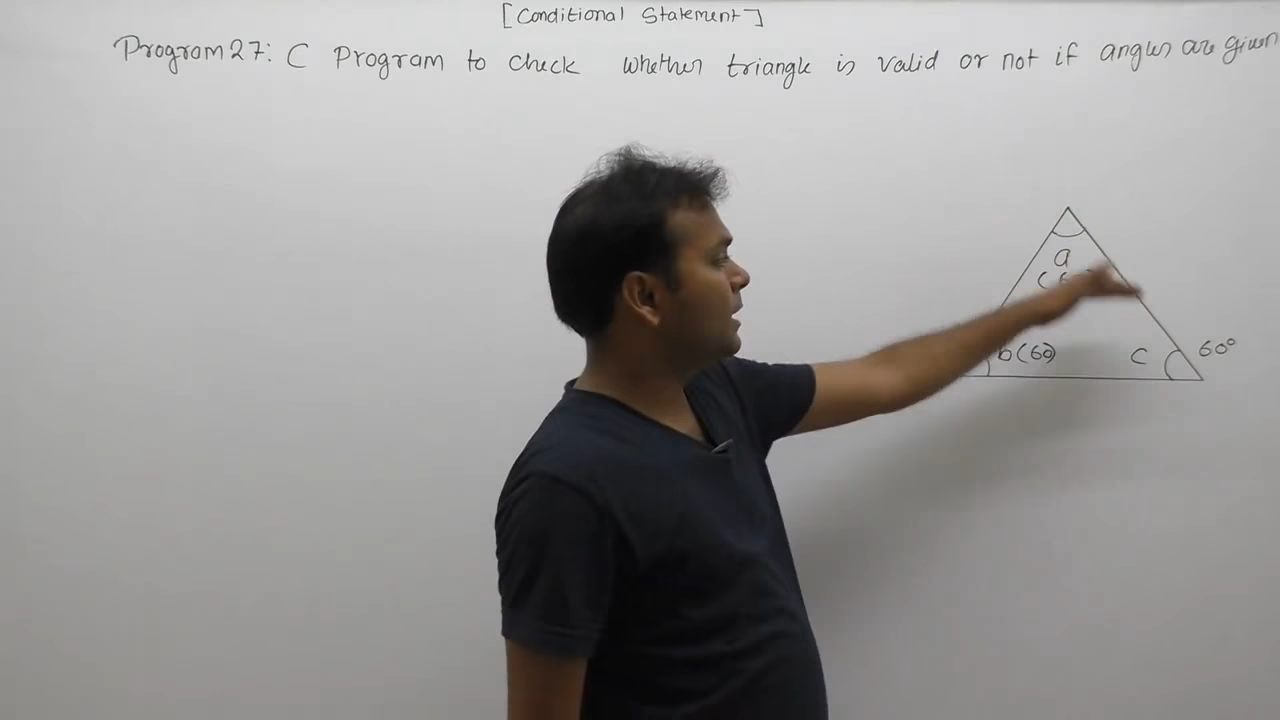 [Conditional Statement]
Program 27: C Program to check whether triangle is valid or not if angles are given
a
b(60)
C
60°